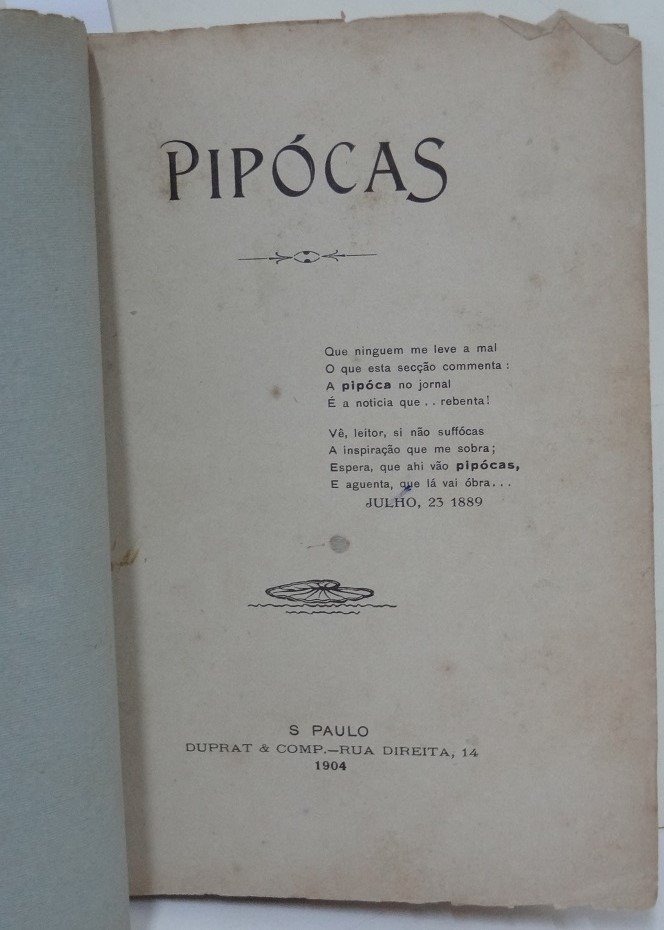 PIPÓCAS
Que ninguem me leve a mal
O que esta secção commenta:
A pipóca no jornal
É a noticia que . . rebenta!
Vê, leitor, si não suffócas
A inspiração que me sobra;
Espera, que ahi vão pipócas,
E aguenta, que lá vai óbra...
JULHO, 23 1889
S PAULO
DUPRAT & COMP.—RUA DIREITA, 14
1904